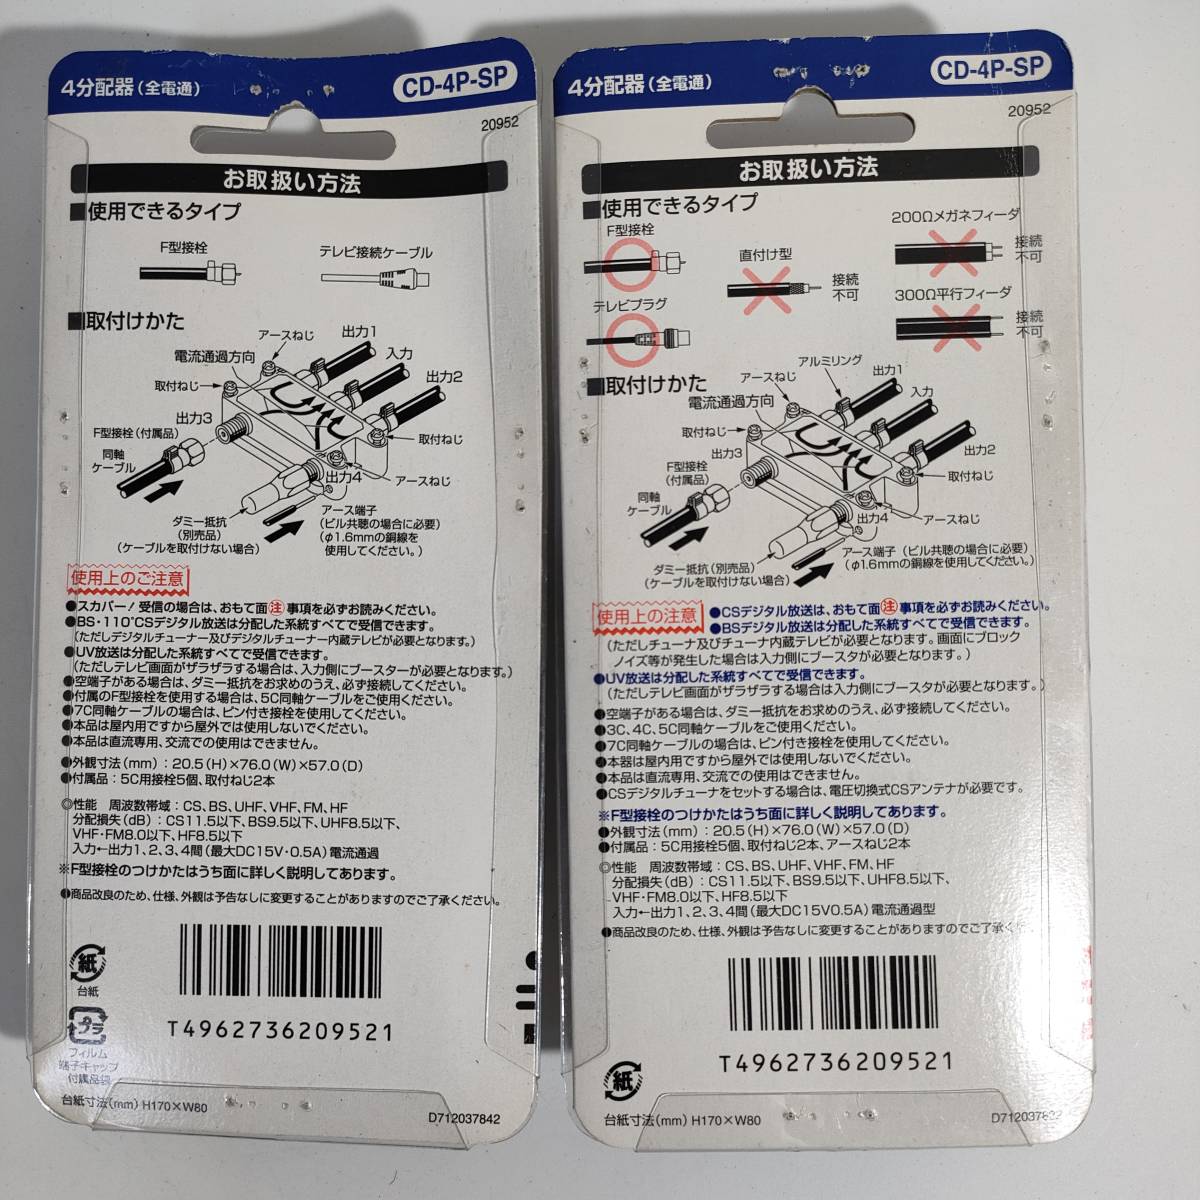 4分配器（全電通）
CD-4P-SP
20952
お取扱い方法
■使用できるタイプ
F型接栓
テレビ接続ケーブル
■取付けかた
アースねじ
出力1
電流通過方向
入力
取付ねじ
出力2
出力3
F型接栓（付属品）
取付ねじ
同軸
ケーブル
出力4
アースねじ
ダミー抵抗
（別売品）
（ケーブルを取付けない場合）
アース端子
（ビル共聴の場合に必要）
（φ1.6mmの銅線を
使用してください。）
使用上のご注意
●スカパー！受信の場合は、おもて面㊟事項を必ずお読みください。
●BS・110°CSデジタル放送は分配した系統すべてで受信できます。
（ただしデジタルチューナー及びデジタルチューナー内蔵テレビが必要となります。）
●UV放送は分配した系統すべてで受信できます。
（ただしテレビ画面がザラザラする場合は、入力側にブースターが必要となります。）
●空端子がある場合は、ダミー抵抗をお求めのうえ、必ず接続してください。
●付属のF型接栓を使用する場合は、5C同軸ケーブルをご使用ください。
●7C同軸ケーブルの場合は、ピン付き接栓を使用してください。
●本品は屋内用ですから屋外では使用しないでください。
●本品は直流専用、交流での使用はできません。
●外観寸法（mm）：20.5（H）×76.0（W）×57.0（D）
●付属品：5C用接栓5個、取付ねじ2本
◎性能　周波数帯域：CS、BS、UHF、VHF、FM、HF
分配損失（dB）：CS11.5以下、BS9.5以下、UHF8.5以下、
VHF・FM8.0以下、HF8.5以下
入力←出力1、2、3、4間（最大DC15V・0.5A）電流通過
※F型接栓のつけかたはうち面に詳しく説明してあります。
●商品改良のため、仕様、外観は予告なしに変更することがありますのでご了承ください。
紙
台紙
T4962736209521
プラ
フィルム
端子キャップ
付属品袋
台紙寸法（mm）H170×W80
D712037842
4分配器（全電通）
CD-4P-SP
20952
お取扱い方法
■使用できるタイプ
F型接栓
直付け型
接続
不可
200Ωメガネフィーダ
接続
不可
テレビプラグ
300Ω平行フィーダ
接続
不可
■取付けかた
アルミリング
アースねじ
出力1
電流通過方向
入力
取付ねじ
出力2
出力3
F型接栓
（付属品）
取付ねじ
同軸
ケーブル
出力4
アースねじ
ダミー抵抗（別売品）
（ケーブルを取付けない場合）
アース端子（ビル共聴の場合に必要）
（φ1.6mmの銅線を使用してください。）
使用上の注意
●CSデジタル放送は、おもて面㊟事項を必ずお読みください。
●BSデジタル放送は分配した系統すべてで受信できます。
（ただしチューナ及びチューナ内蔵テレビが必要となります。画面にブロック
ノイズ等が発生した場合は入力側にブースタが必要となります。）
●UV放送は分配した系統すべてで受信できます。
（ただしテレビ画面がザラザラする場合は入力側にブースタが必要となります。）
●空端子がある場合は、ダミー抵抗をお求めのうえ、必ず接続してください。
●3C、4C、5C同軸ケーブルをご使用ください。
●7C同軸ケーブルの場合は、ピン付き接栓を使用してください。
●本器は屋内用ですから屋外では使用しないでください。
●本品は直流専用、交流での使用はできません。
●CSデジタルチューナをセットする場合は、電圧切換式CSアンテナが必要です。
※F型接栓のつけかたはうち面に詳しく説明してあります。
●外観寸法（mm）：20.5（H）×76.0（W）×57.0（D）
●付属品：5C用接栓5個、取付ねじ2本、アースねじ2本
◎性能　周波数帯域：CS、BS、UHF、VHF、FM、HF
分配損失（dB）：CS11.5以下、BS9.5以下、UHF8.5以下、
VHF・FM8.0以下、HF8.5以下
入力←出力1、2、3、4間（最大DC15V0.5A）電流通過型
●商品改良のため、仕様、外観は予告なしに変更することがありますのでご了承く
T4962736209521
紙
台紙寸法（mm）H170×W80